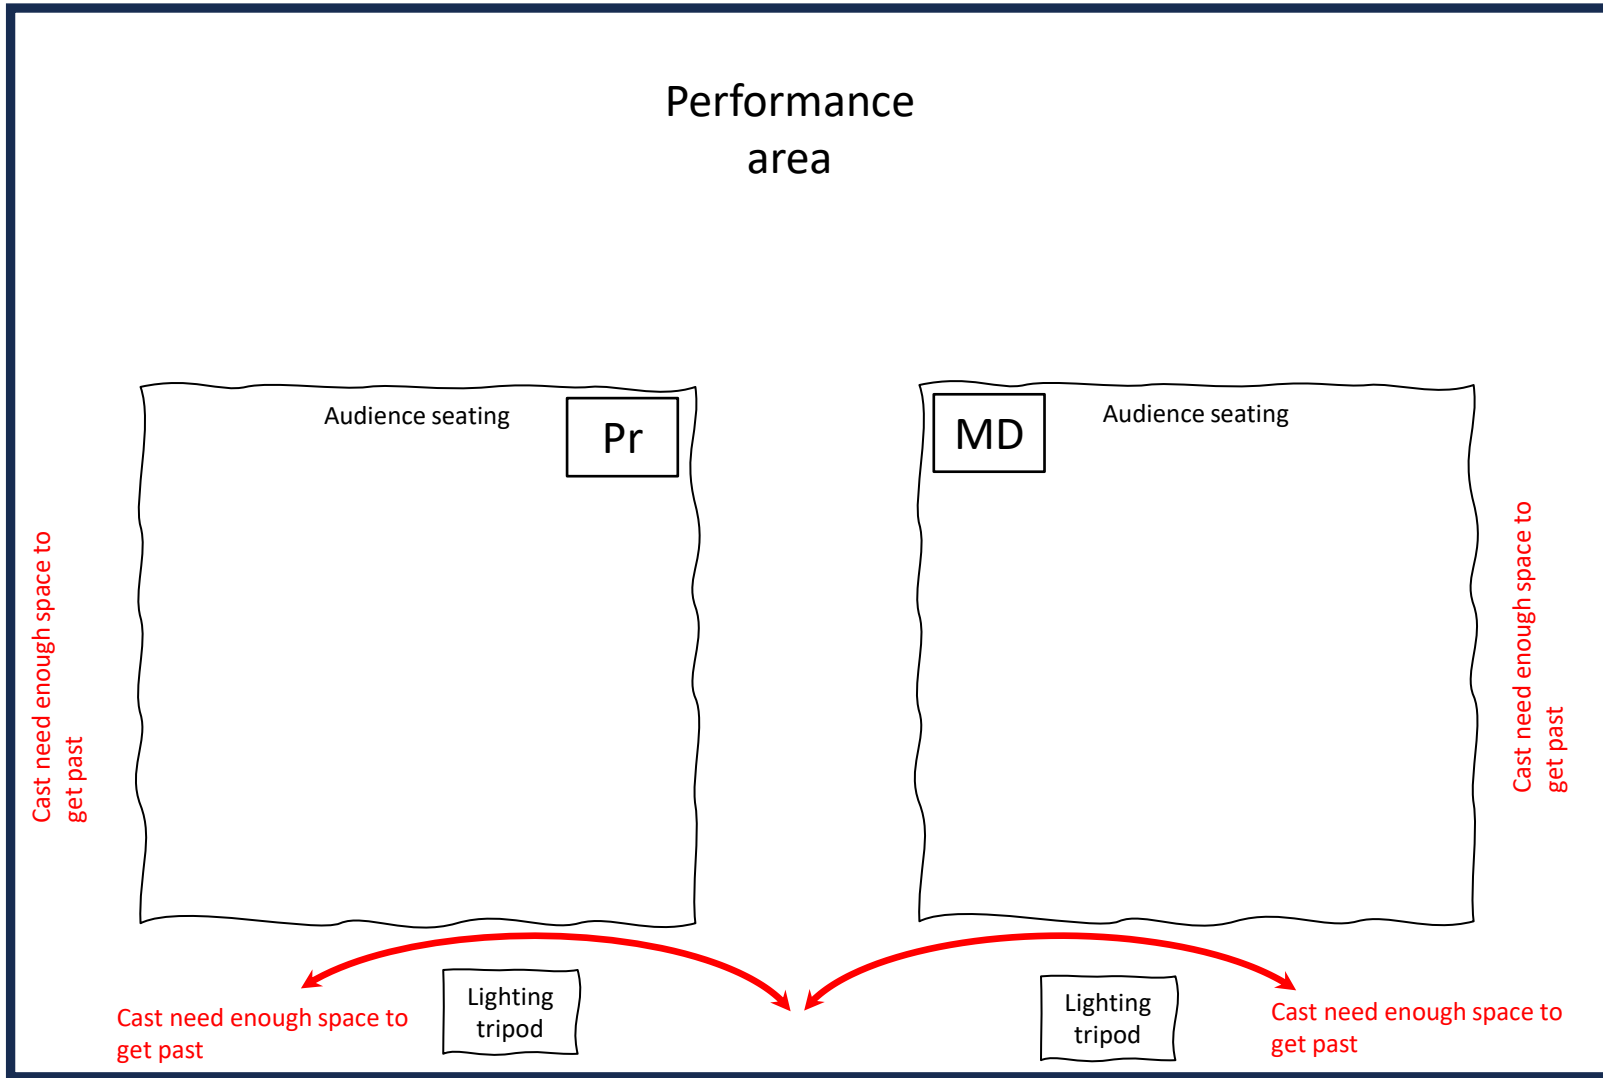 Performance
area
Audience seating
Pr
MD
Audience seating
Cast need enough space to
get past
Cast need enough space to
get past
Cast need enough space to
get past
Lighting
tripod
Lighting
tripod
Cast need enough space to
get past